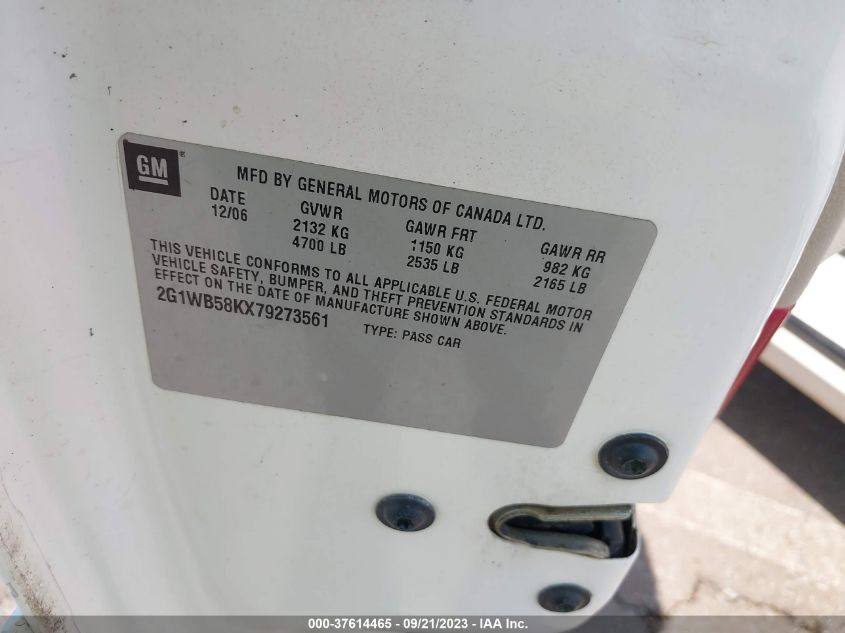 GM®
MFD BY GENERAL MOTORS OF CANADA LTD.
DATE GVWR GAWR FRT GAWR RR
12/06 2132 KG 1150 KG 982 KG
4700 LB 2535 LB 2165 LB
THIS VEHICLE CONFORMS TO ALL APPLICABLE U.S. FEDERAL MOTOR
VEHICLE SAFETY, BUMPER, AND THEFT PREVENTION STANDARDS IN
EFFECT ON THE DATE OF MANUFACTURE SHOWN ABOVE.
2G1WB58KX79273561 TYPE: PASS CAR
000-37614465 - 09/21/2023 - IAA Inc.